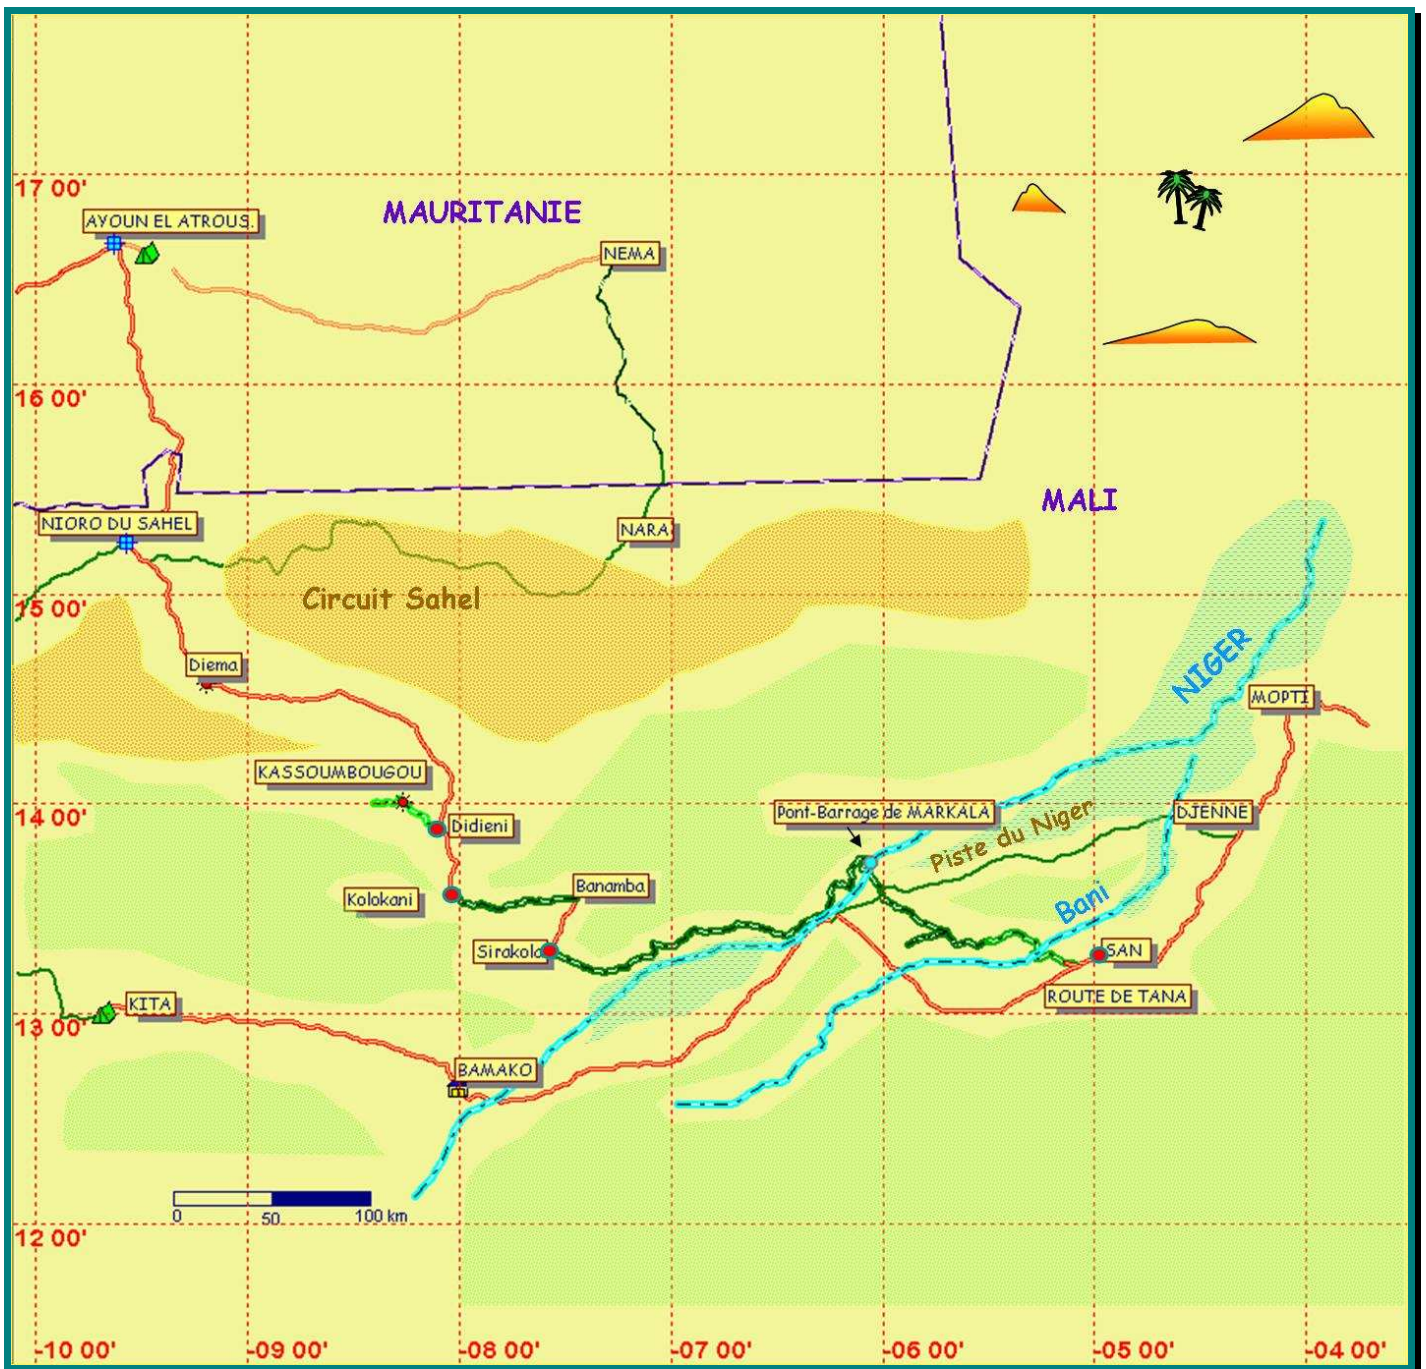 17 00'
AYOUN EL ATROUS.
MAURITANIE
NEMA
16 00'
MALI
NIORO DU SAHEL
NARA
Circuit Sahel
15 00'
NIGER
Diema
MOPTI
KASSOUMBOUGOU
14 00'
Didieni
Pont-Barrage de MARKALA
DJENNE
Piste du Niger
Kolokani
Banamba
Bani
Sirakola
SAN
ROUTE DE TANA
KITA
13 00'
BAMAKO
0 50 100 km
12 00'
-10 00' -09 00' -08 00' -07 00' -06 00' -05 00' -04 00'